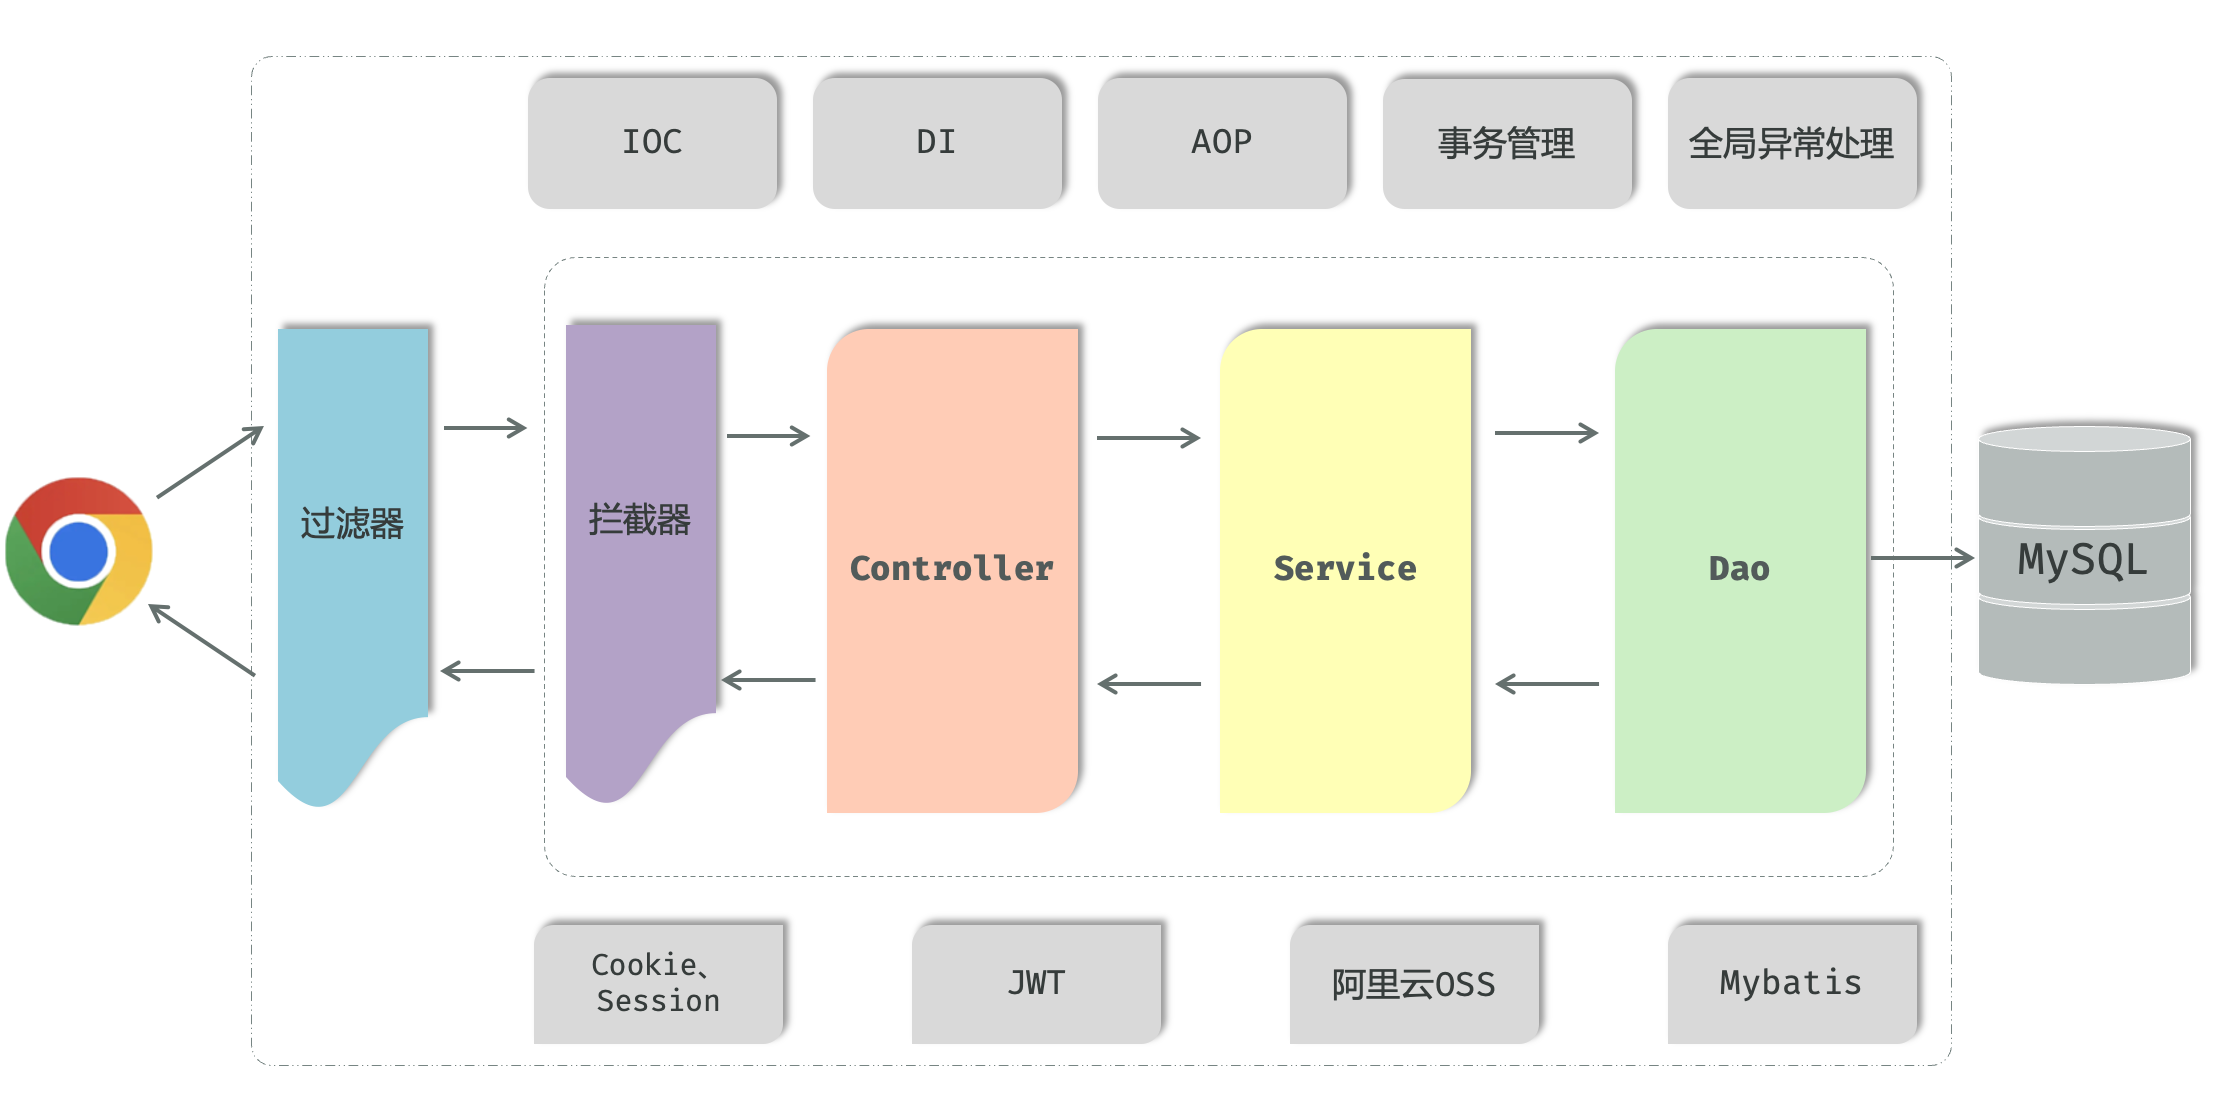 IOC
DI
AOP
事务管理
全局异常处理
过滤器
拦截器
Controller
Service
Dao
MySQL
Cookie、
Session
JWT
阿里云OSS
Mybatis